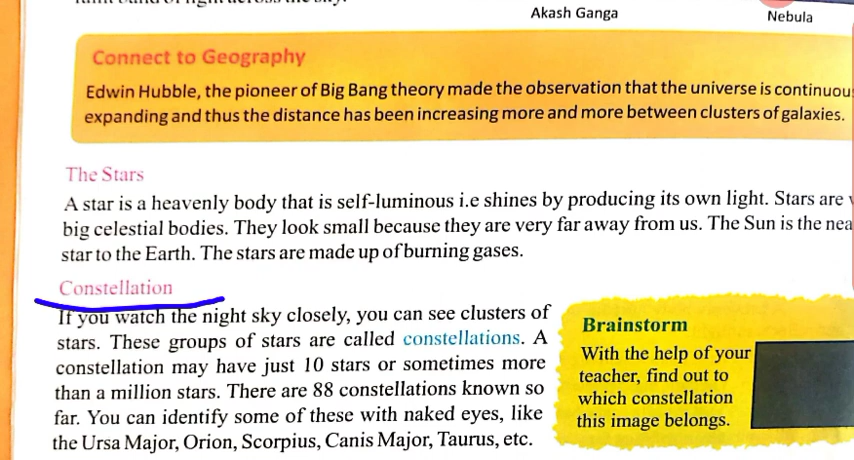 Akash Ganga
Nebula
Connect to Geography
Edwin Hubble, the pioneer of Big Bang theory made the observation that the universe is
expanding and thus the distance has been increasing more and more between clusters of galaxies.
The Stars
A star is a heavenly body that is self-luminous i.e shines by producing its own light. Stars are
big celestial bodies. They look small because they are very far away from us. The Sun is the
star to the Earth. The stars are made up of burning gases.
Constellation
If you watch the night sky closely, you can see clusters of
stars. These groups of stars are called constellations. A
constellation may have just 10 stars or sometimes more
than a million stars. There are 88 constellations known so
far. You can identify some of these with naked eyes, like
the Ursa Major, Orion, Scorpius, Canis Major, Taurus, etc.
Brainstorm
With the help of your
teacher, find out to
which constellation
this image belongs.